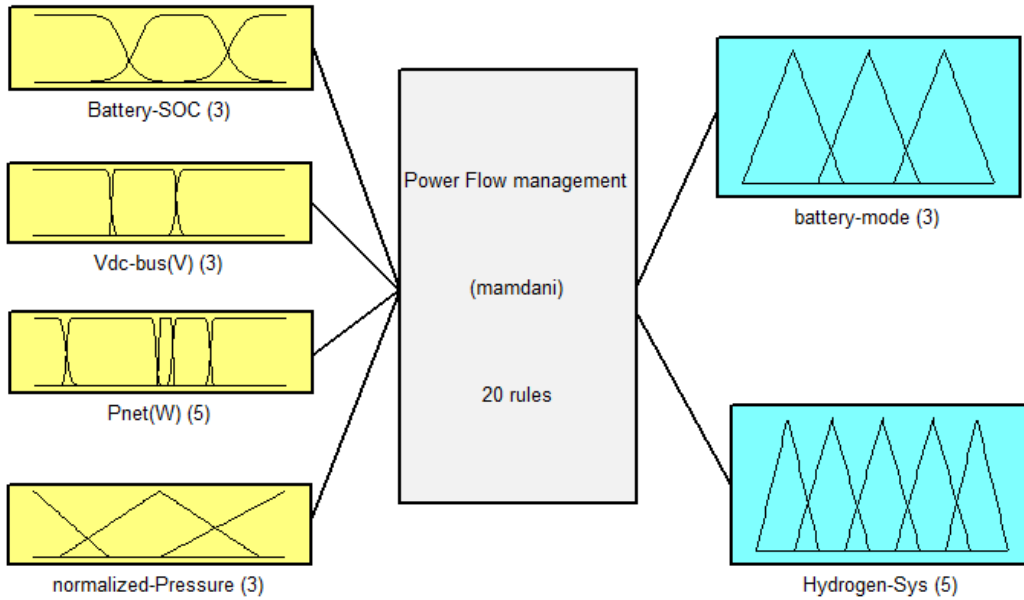 Battery-SOC (3)
Vdc-bus(V) (3)
Pnet(W) (5)
normalized-Pressure (3)
Power Flow management
(mamdani)
20 rules
battery-mode (3)
Hydrogen-Sys (5)